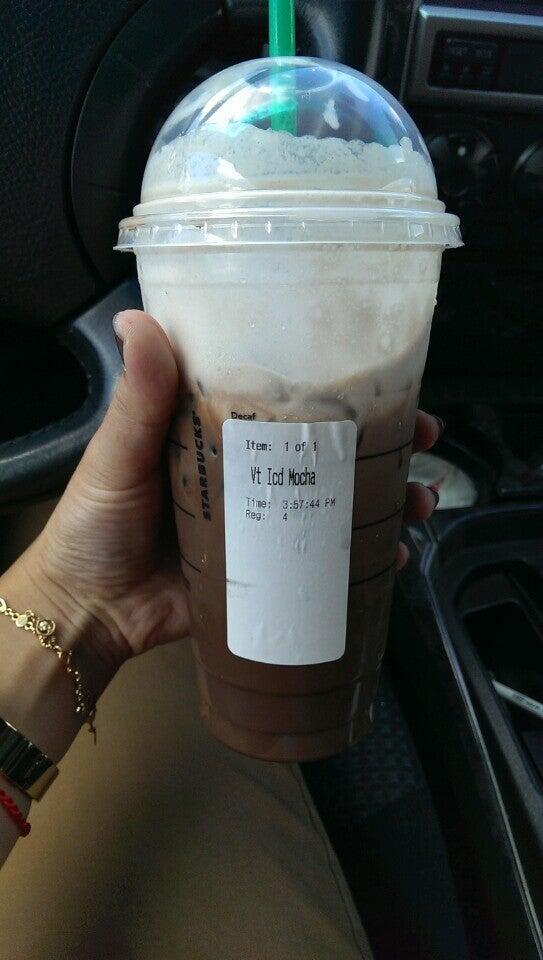 Decaf
STARBUCKS
Item: 1 of 1
Vt Icd Mocha
Time: 3:57:44 PM
Reg: 4